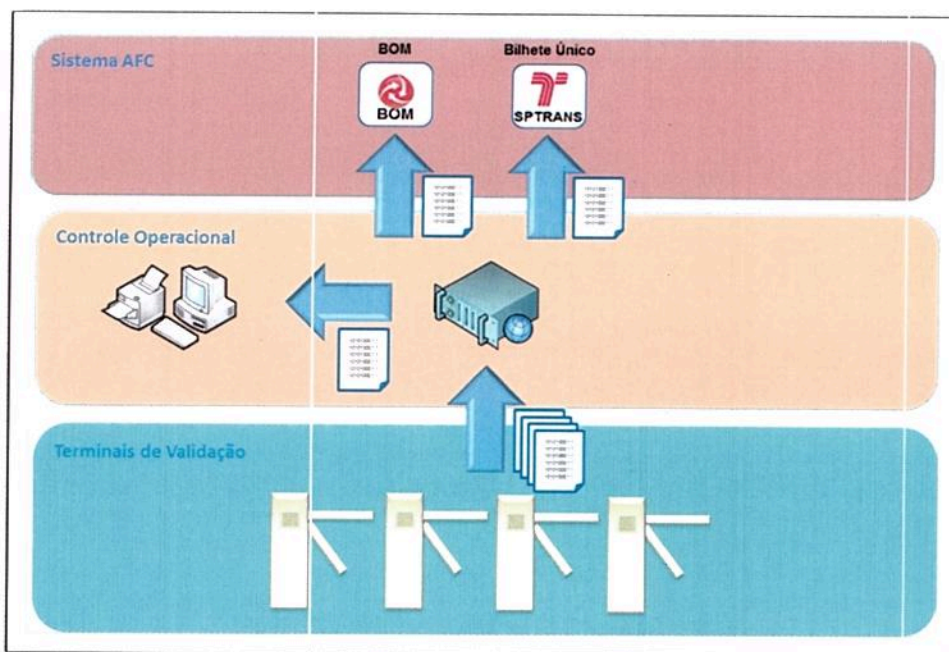 Sistema AFC
BOM
Bilhete Único
BOM
SPTRANS
Controle Operacional
Terminais de Validação